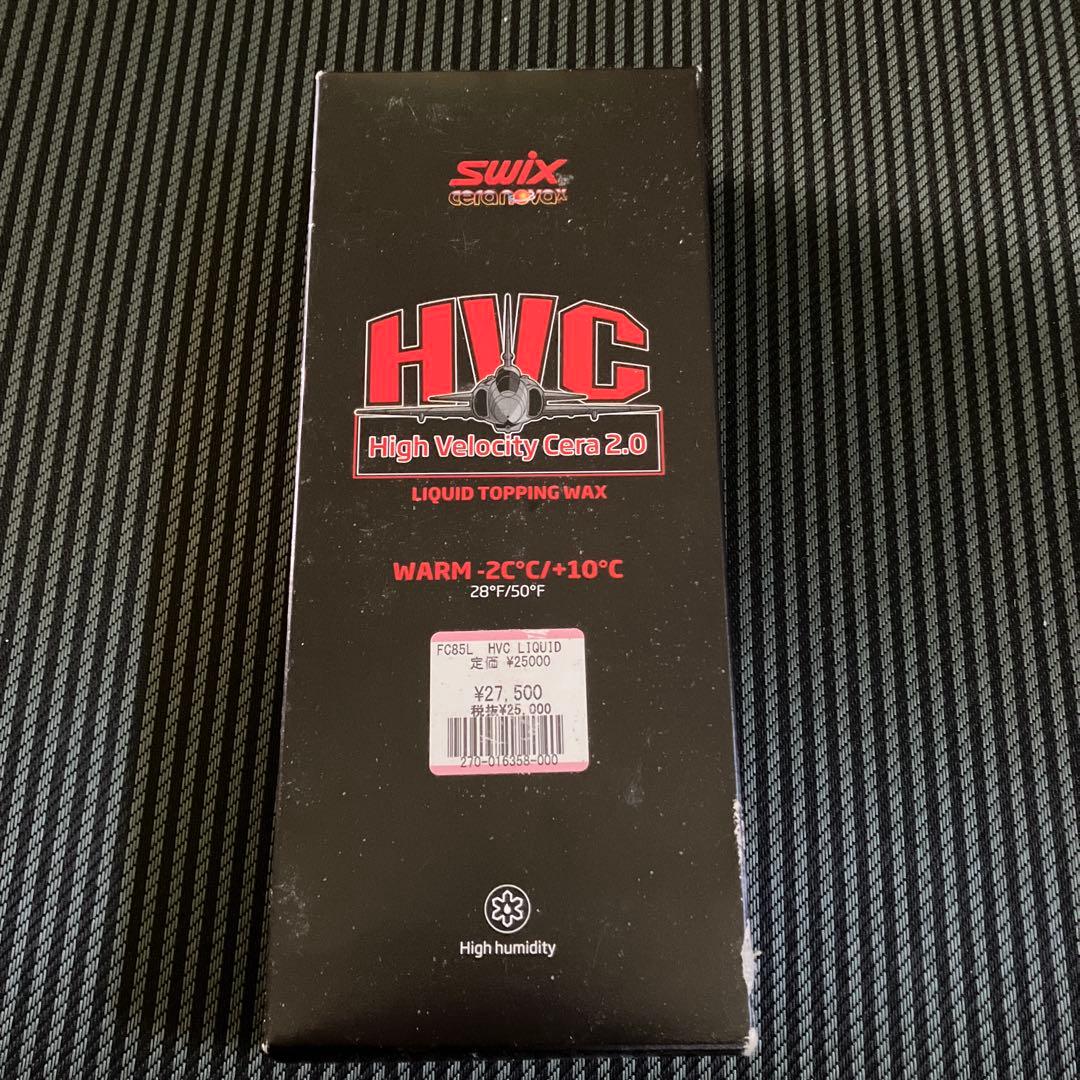 SWIX
ceranovax
HVC
High Velocity Cera 2.0
LIQUID TOPPING WAX
WARM -2C°C/+10°C
28°F/50°F
FC85L HVC LIQUID
定価 ¥25000
¥27,500
税抜¥25,000
270-016358-000
High humidity